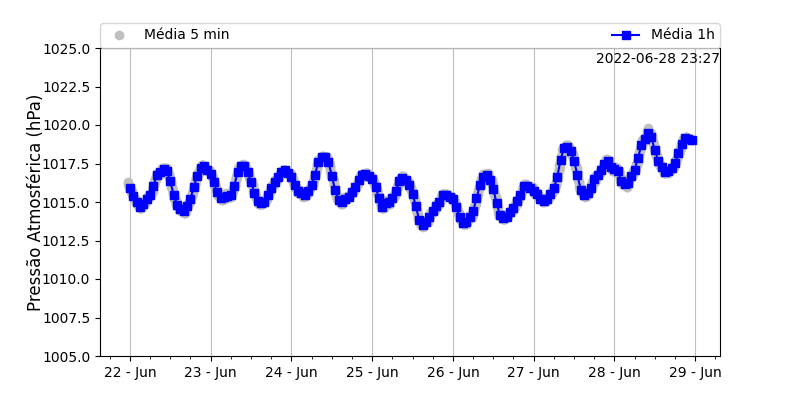 Média 5 min
Média 1h
2022-06-28 23:27
Pressão Atmosférica (hPa)
1025.0
1022.5
1020.0
1017.5
1015.0
1012.5
1010.0
1007.5
1005.0
22 - Jun 23 - Jun 24 - Jun 25 - Jun 26 - Jun 27 - Jun 28 - Jun 29 - Jun